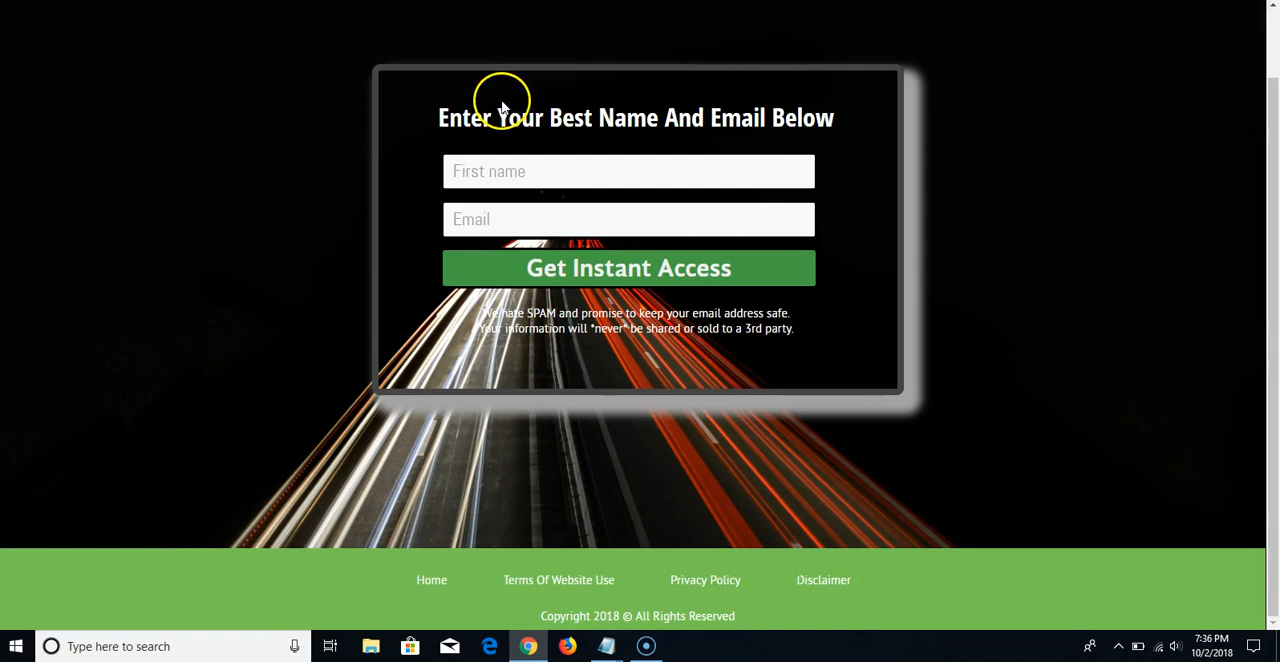 Enter Your Best Name And Email Below
First name
Email
Get Instant Access
We hate SPAM and promise to keep your email address safe.
Your information will *never* be shared or sold to a 3rd party.
Home Terms Of Website Use Privacy Policy Disclaimer
Copyright 2018 © All Rights Reserved
Type here to search
7:36 PM
10/2/2018